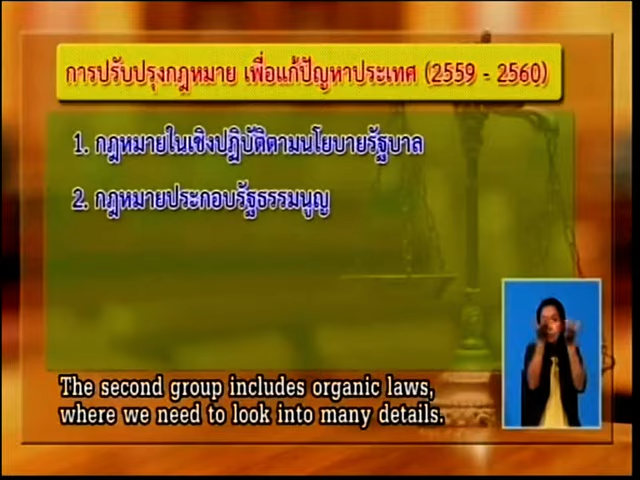 การปรับปรุงกฎหมาย เพื่อแก้ปัญหาประเทศ (2559 - 2560)
1. กฎหมายในเชิงปฏิบัติตามนโยบายรัฐบาล
2. กฎหมายประกอบรัฐธรรมนูญ
The second group includes organic laws,
where we need to look into many details.